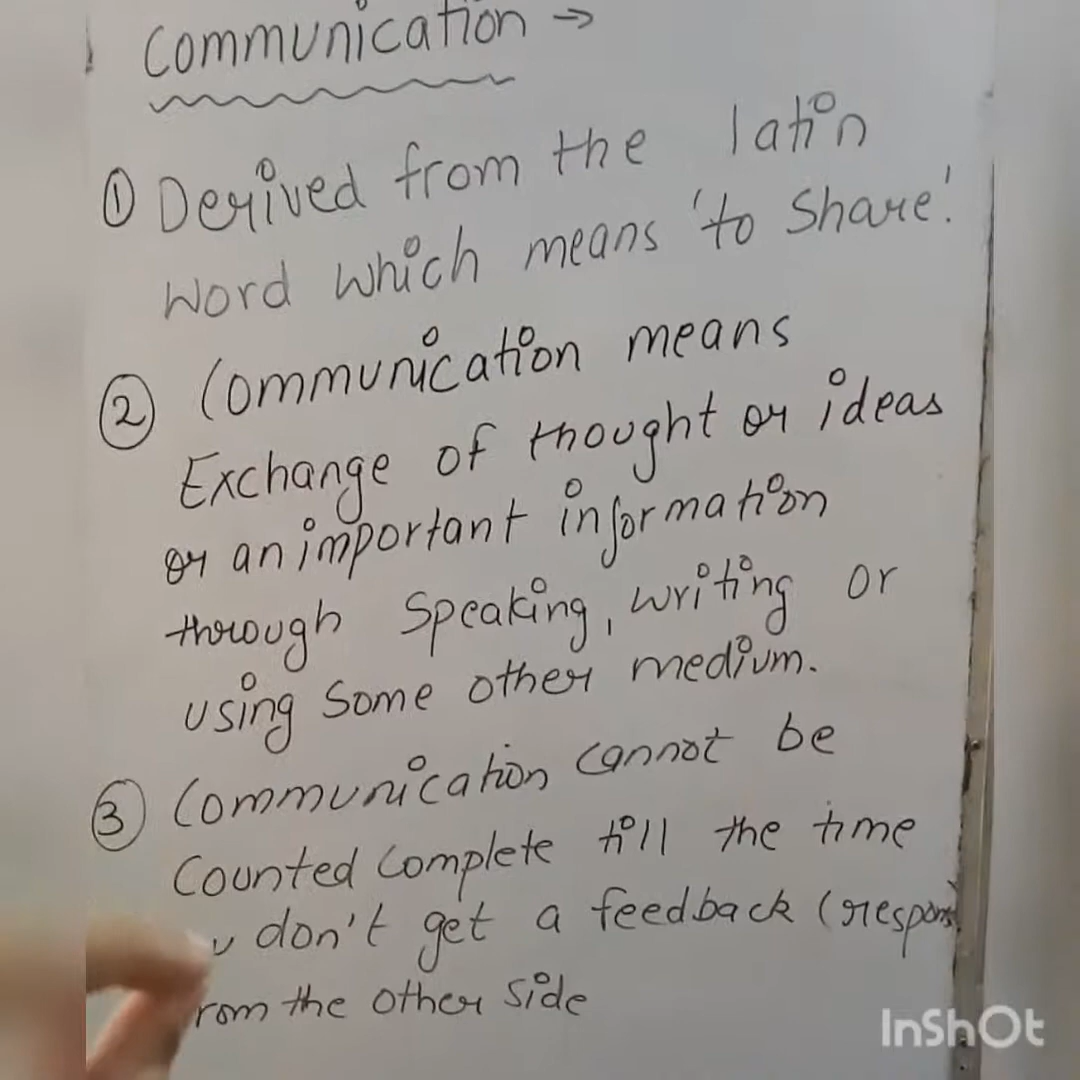 Communication →
① Derived from the latin
word which means 'to Share'.
② Communication means
Exchange of thought or ideas
or an important information
through Speaking, writing or
using Some other medium.
③ Communication cannot be
Counted Complete till the time
don't get a feedback (respons
rom the other Side
InShOt